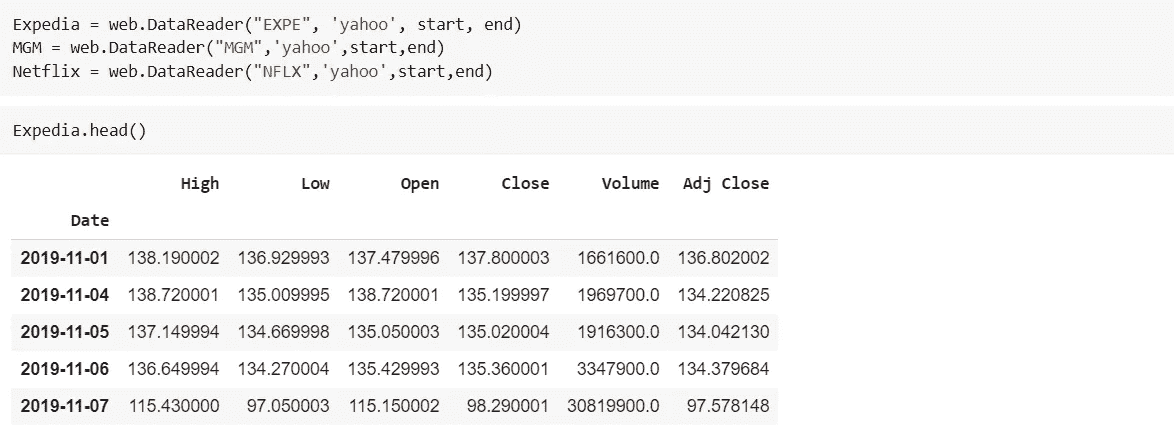 Expedia = web.DataReader("EXPE", 'yahoo', start, end)
MGM = web.DataReader("MGM",'yahoo',start,end)
Netflix = web.DataReader("NFLX",'yahoo',start,end)
Expedia.head()
High Low Open Close Volume Adj Close
Date
2019-11-01 138.190002 136.929993 137.479996 137.800003 1661600.0 136.802002
2019-11-04 138.720001 135.009995 138.720001 135.199997 1969700.0 134.220825
2019-11-05 137.149994 134.669998 135.050003 135.020004 1916300.0 134.042130
2019-11-06 136.649994 134.270004 135.429993 135.360001 3347900.0 134.379684
2019-11-07 115.430000 97.050003 115.150002 98.290001 30819900.0 97.578148